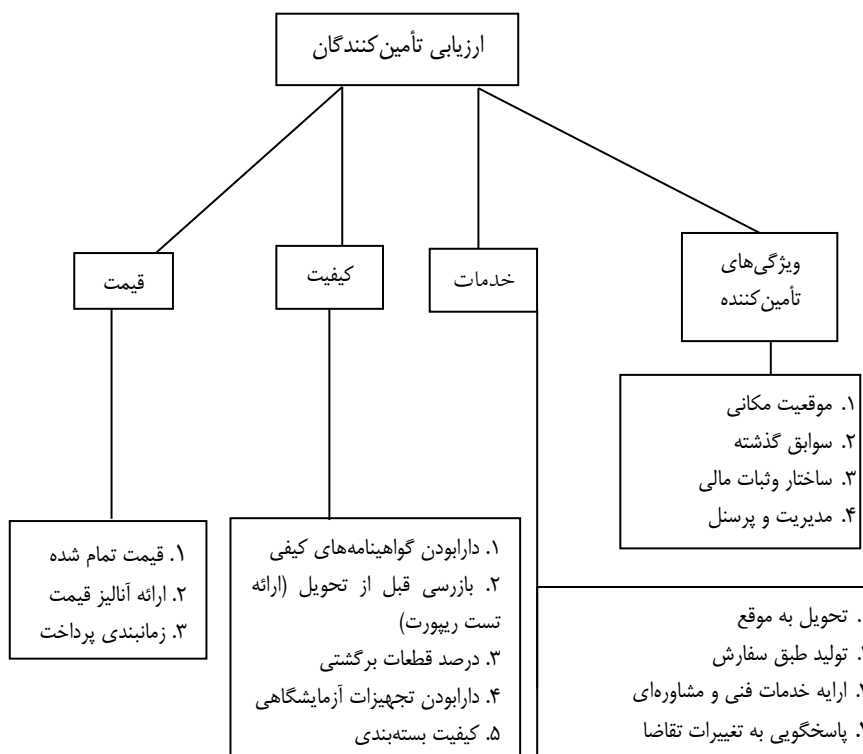 ارزیابی تأمین‌کنندگان
ویژگی‌های
تأمین‌کننده
خدمات
کیفیت
قیمت
۱. موقعیت مکانی
۲. سوابق گذشته
۳. ساختار وثبات مالی
۴. مدیریت و پرسنل
تحویل به موقع
تولید طبق سفارش
ارایه خدمات فنی و مشاوره‌ای
پاسخگویی به تغییرات تقاضا
۱. دارابودن گواهینامه‌های کیفی
۲. بازرسی قبل از تحویل (ارائه
تست ریپورت)
۳. درصد قطعات برگشتی
۴. دارابودن تجهیزات آزمایشگاهی
۵. کیفیت بسته‌بندی
۱. قیمت تمام شده
۲. ارائه آنالیز قیمت
۳. زمانبندی پرداخت